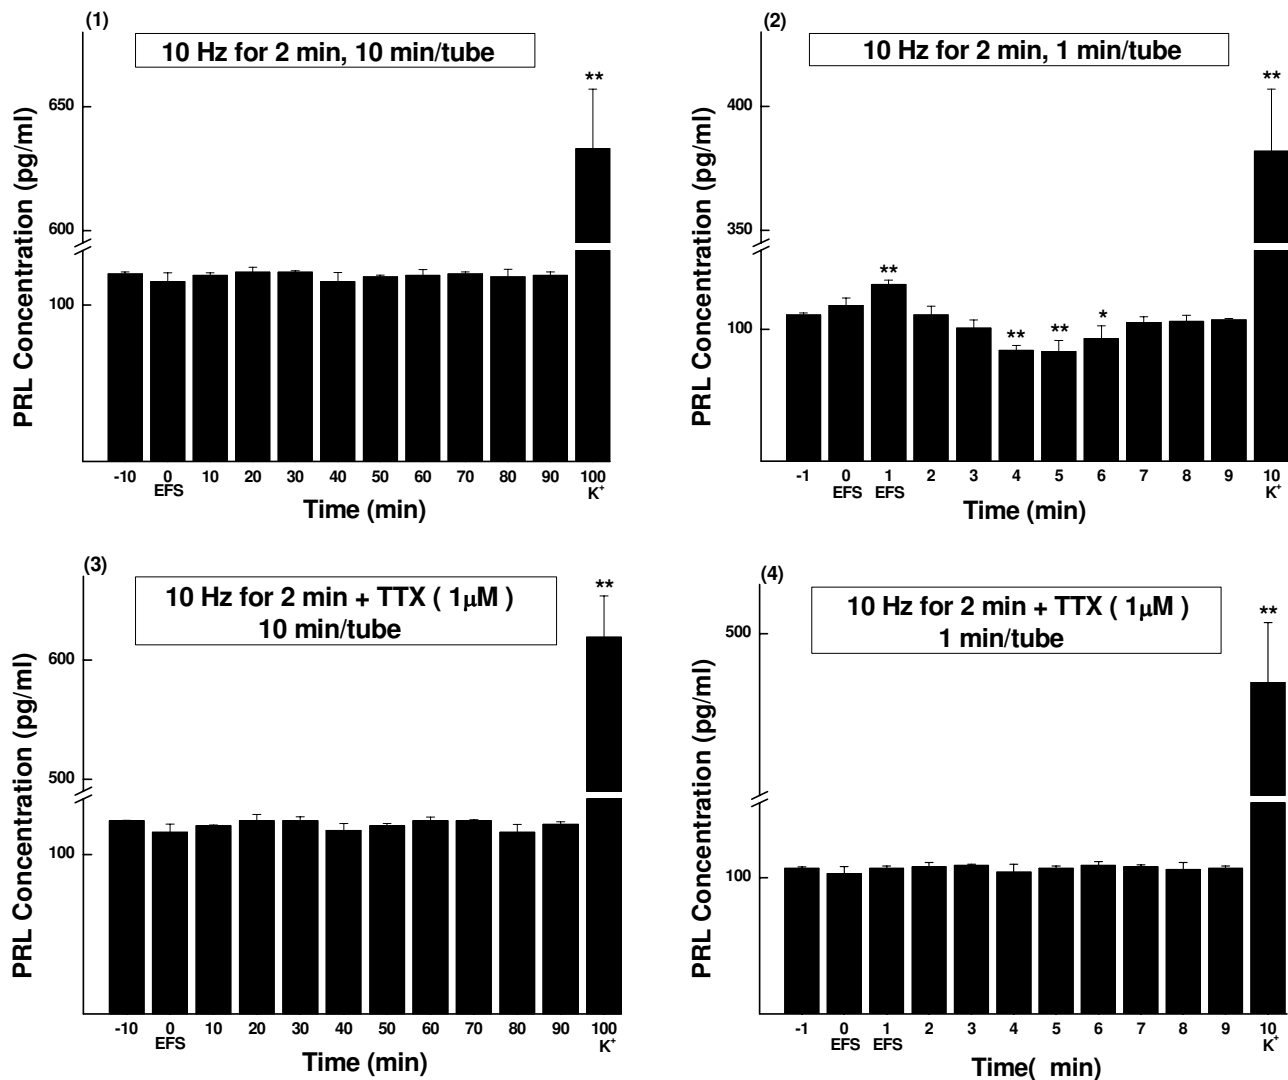 (1)
10 Hz for 2 min, 10 min/tube
**
650
600
100
PRL Concentration (pg/ml)
-10 0 10 20 30 40 50 60 70 80 90 100
EFS K+
Time (min)
(2)
10 Hz for 2 min, 1 min/tube
**
400
350
100
** ** ** *
PRL Concentration (pg/ml)
-1 0 1 2 3 4 5 6 7 8 9 10
EFS EFS K+
Time (min)
(3)
10 Hz for 2 min + TTX ( 1μM )
10 min/tube
**
600
500
100
PRL Concentration (pg/ml)
-10 0 10 20 30 40 50 60 70 80 90 100
EFS K+
Time (min)
(4)
10 Hz for 2 min + TTX ( 1μM )
1 min/tube
**
500
100
PRL Concentration (pg/ml)
-1 0 1 2 3 4 5 6 7 8 9 10
EFS EFS K+
Time( min)